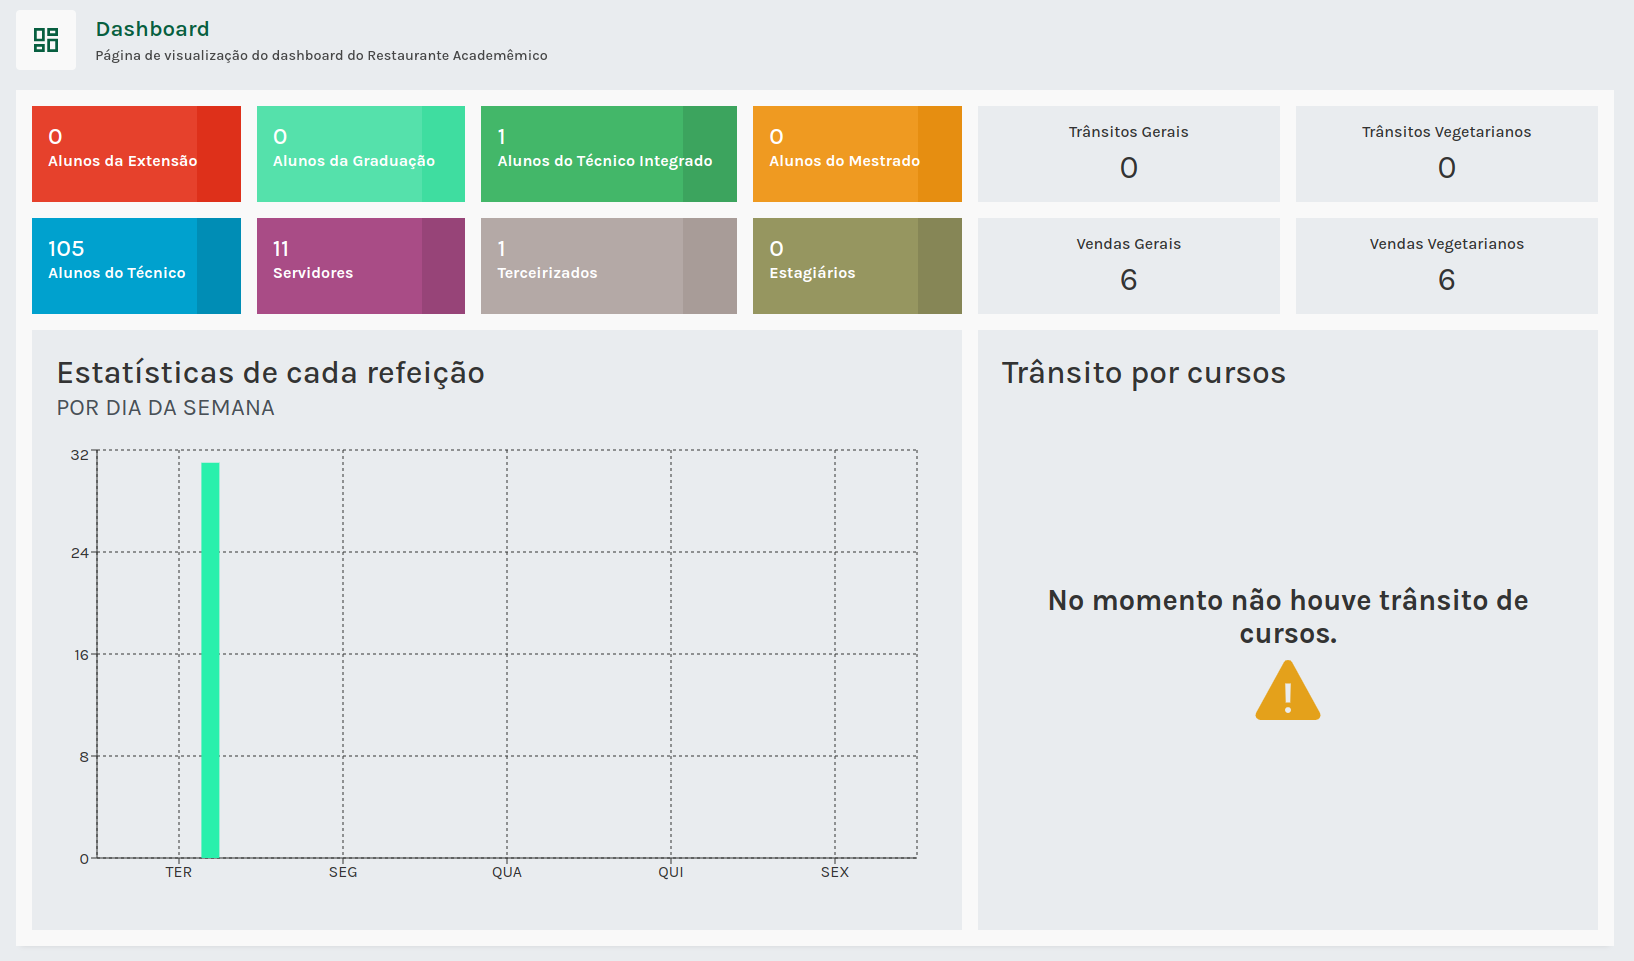 Dashboard
Página de visualização do dashboard do Restaurante Acadêmêmico
0
Alunos da Extensão
0
Alunos da Graduação
1
Alunos do Técnico Integrado
0
Alunos do Mestrado
Trânsitos Gerais
0
Trânsitos Vegetarianos
0
105
Alunos do Técnico
11
Servidores
1
Terceirizados
0
Estagiários
Vendas Gerais
6
Vendas Vegetarianos
6
Estatísticas de cada refeição
POR DIA DA SEMANA
32
24
16
8
0
TER
SEG
QUA
QUI
SEX
Trânsito por cursos
No momento não houve trânsito de
cursos.